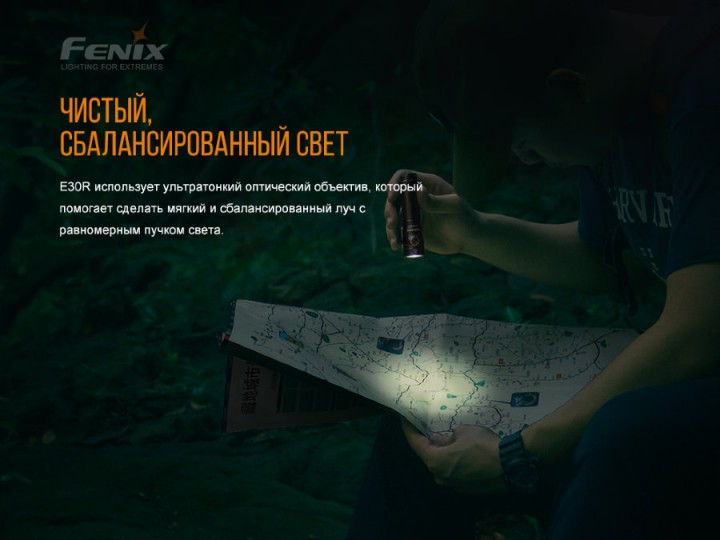 FENIX
LIGHTING FOR EXTREMES
ЧИСТЫЙ,
СБАЛАНСИРОВАННЫЙ СВЕТ
E30R использует ультратонкий оптический объектив, который
помогает сделать мягкий и сбалансированный луч с
равномерным пучком света.